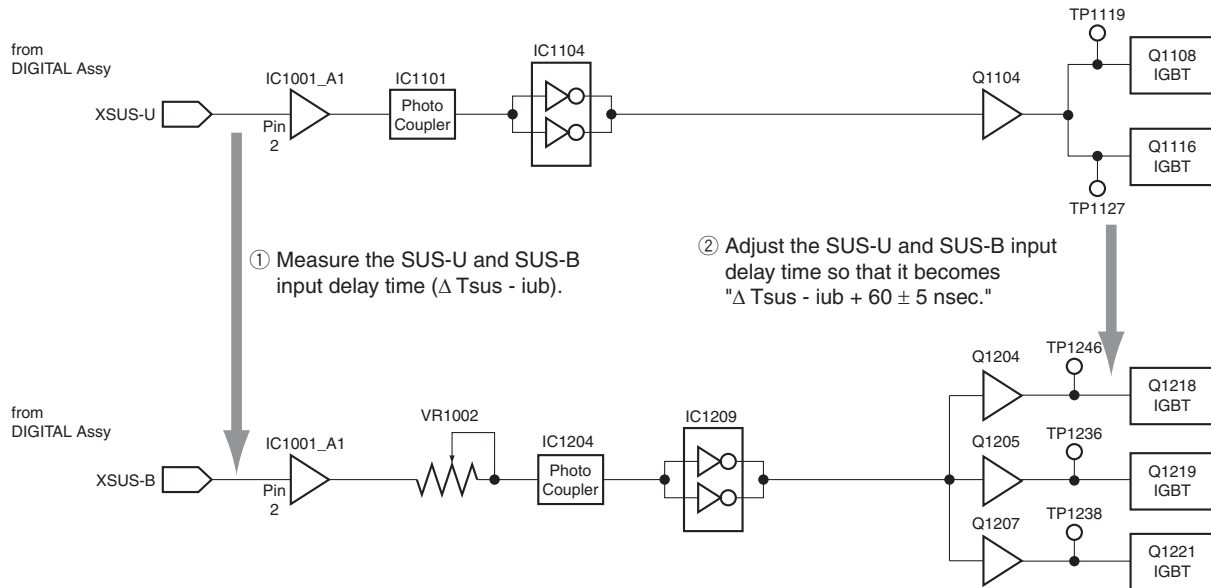 TP1119
from
DIGITAL Assy
IC1104
Q1108
IGBT
IC1001_A1
IC1101
Q1104
XSUS-U
Pin
2
Photo
Coupler
Q1116
IGBT
TP1127
① Measure the SUS-U and SUS-B
input delay time (Δ Tsus - iub).
② Adjust the SUS-U and SUS-B input
delay time so that it becomes
"Δ Tsus - iub + 60 ± 5 nsec."
TP1246
Q1204
Q1218
IGBT
from
DIGITAL Assy
VR1002
IC1209
IC1001_A1
IC1204
Q1205
TP1236
XSUS-B
Pin
2
Photo
Coupler
Q1219
IGBT
Q1207
TP1238
Q1221
IGBT